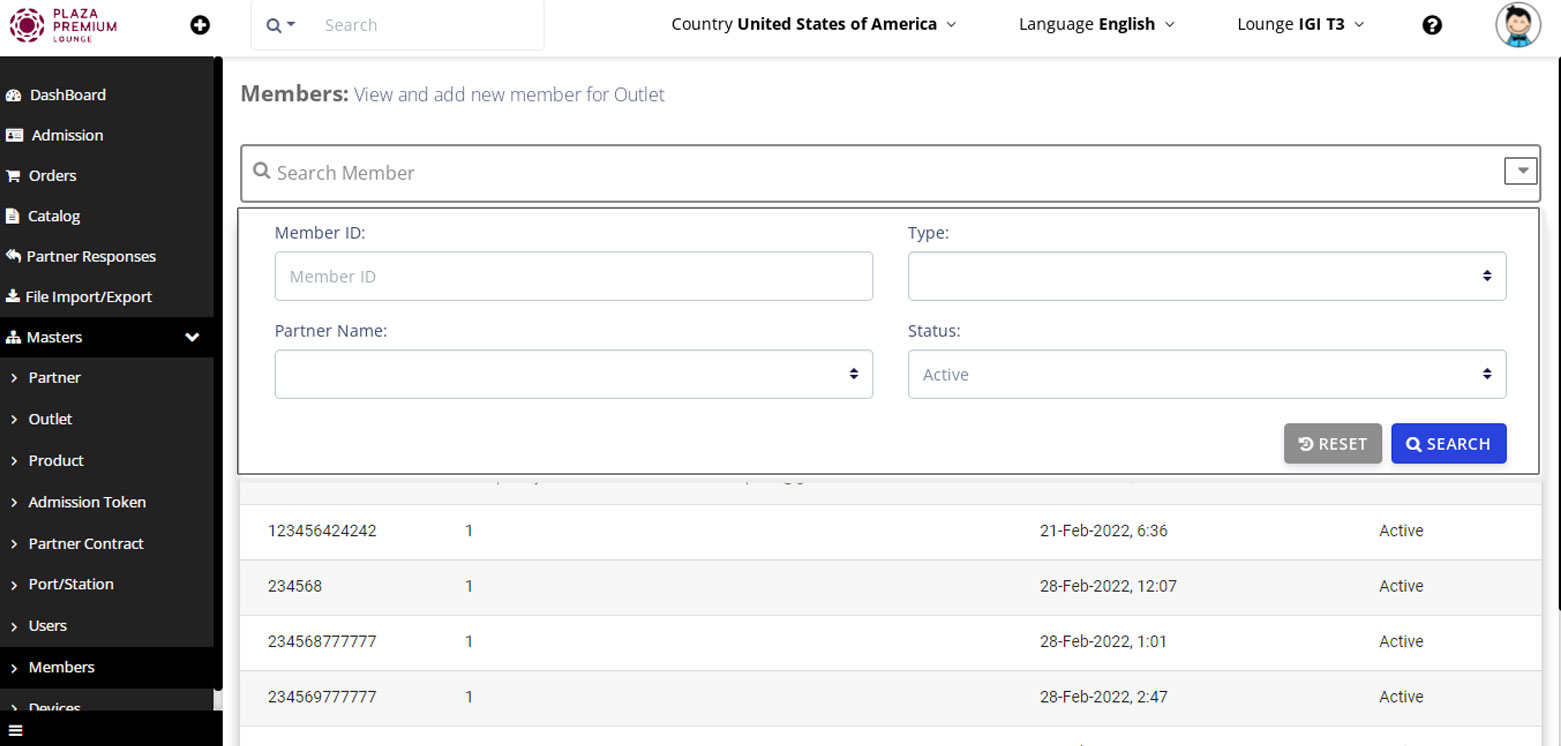 PLAZA
PREMIUM
LOUNGE
Search
Country United States of America
Language English
Lounge IGI T3
DashBoard
Admission
Orders
Catalog
Partner Responses
File Import/Export
Masters
Partner
Outlet
Product
Admission Token
Partner Contract
Port/Station
Users
Members
Devices
Members: View and add new member for Outlet
Search Member
Member ID:
Type:
Member ID
Partner Name:
Status:
Active
RESET
SEARCH
123456424242 1 21-Feb-2022, 6:36 Active
234568 1 28-Feb-2022, 12:07 Active
234568777777 1 28-Feb-2022, 1:01 Active
234569777777 1 28-Feb-2022, 2:47 Active